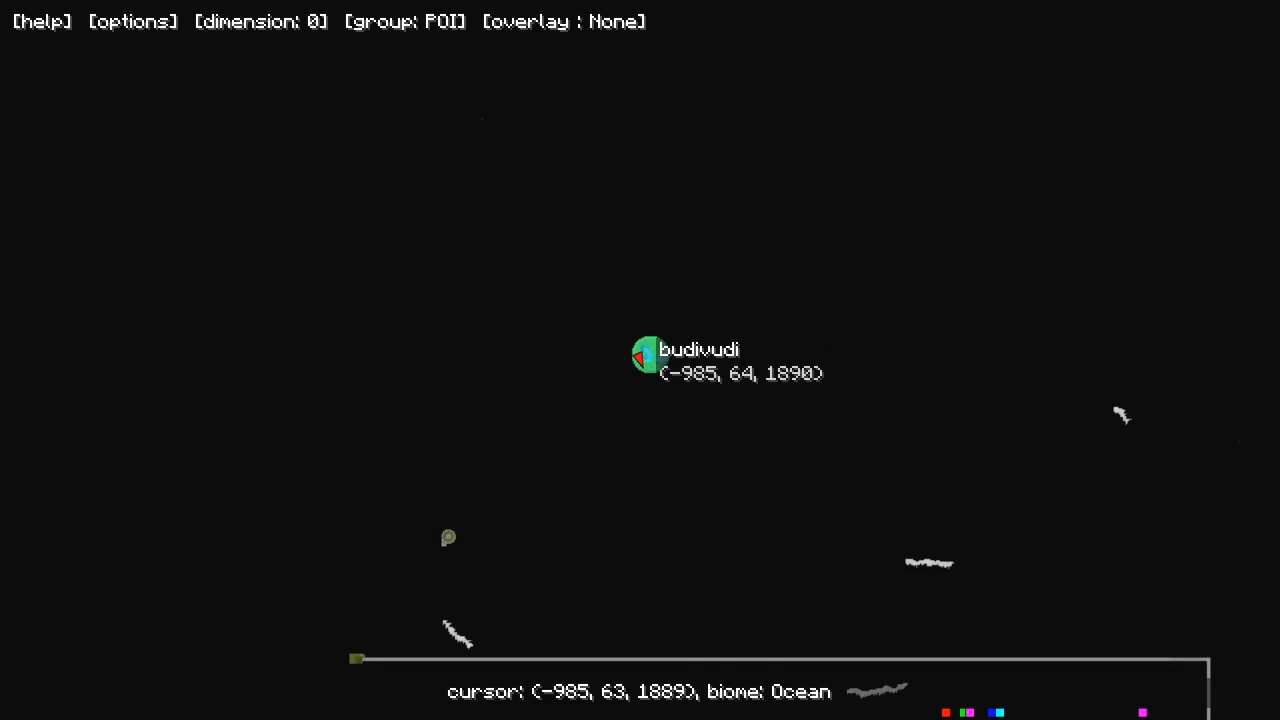 [help] [options] [dimension: 0] [group: POI] [overlay : None]
budivudi
(-985, 64, 1890)
cursor: (-985, 63, 1889), biome: Ocean